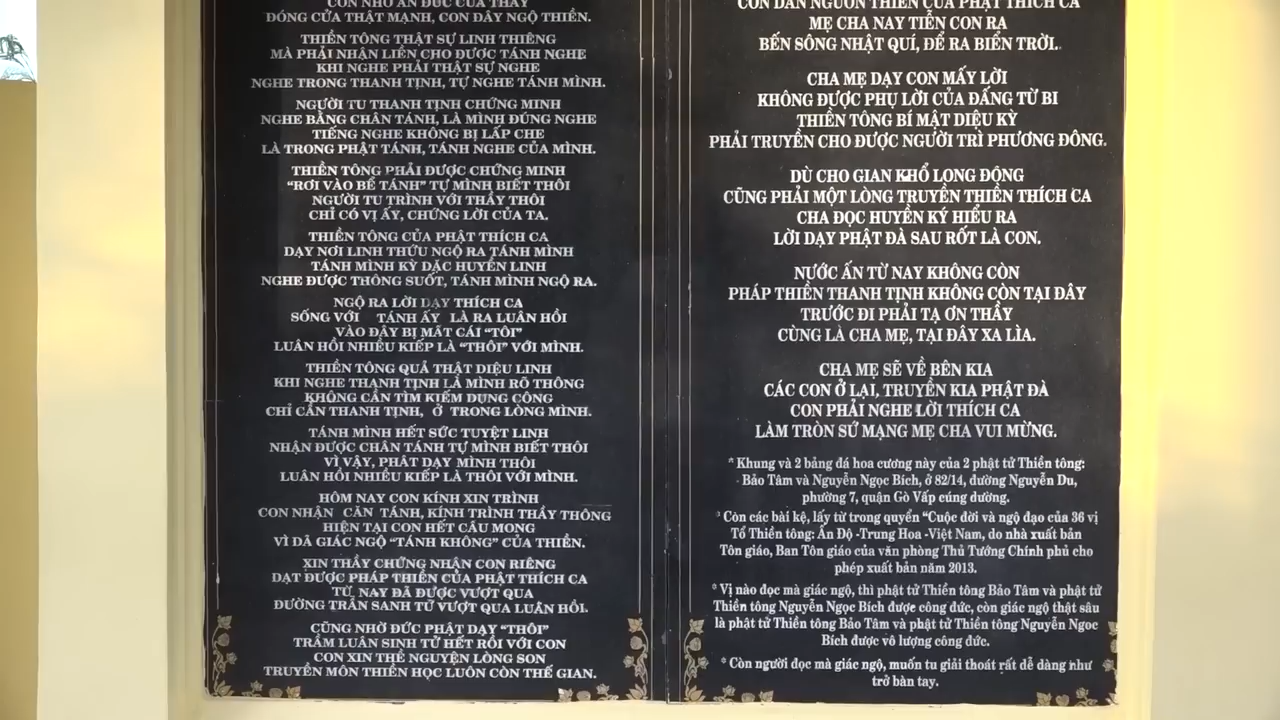 CON NHỜ ÂN ĐỨC CỦA THẦY
ĐÓNG CỬA THẬT MẠNH, CON ĐÂY NGỘ THIỀN.
THIỀN TÔNG THẬT SỰ LINH THIÊNG
MÀ PHẢI NHẬN LIỀN CHO ĐƯỢC TÁNH NGHE
KHI NGHE PHẢI THẬT SỰ NGHE
NGHE TRONG THANH TỊNH, TỰ NGHE TÁNH MÌNH.
NGƯỜI TU THANH TỊNH CHỨNG MINH
NGHE BẰNG CHÂN TÁNH, LÀ MÌNH ĐÚNG NGHE
TIẾNG NGHE KHÔNG BỊ LẤP CHE
LÀ TRONG PHẬT TÁNH, TÁNH NGHE CỦA MÌNH.
THIỀN TÔNG PHẢI ĐƯỢC CHỨNG MINH
“RƠI VÀO BỂ TÁNH” TỰ MÌNH BIẾT THÔI
NGƯỜI TU TRÌNH VỚI THẦY THÔI
CHỈ CÓ VỊ ẤY, CHỨNG LỜI CỦA TA.
THIỀN TÔNG CỦA PHẬT THÍCH CA
DẠY NƠI LINH THỨU NGỘ RA TÁNH MÌNH
TÁNH MÌNH KỲ ĐẶC HUYỀN LINH
NGHE ĐƯỢC THÔNG SUỐT, TÁNH MÌNH NGỘ RA.
NGỘ RA LỜI DẠY THÍCH CA
SỐNG VỚI TÁNH ẤY LÀ RA LUÂN HỒI
VÀO ĐÂY BỊ MẤT CÁI “TÔI”
LUÂN HỒI NHIỀU KIẾP LÀ “THÔI” VỚI MÌNH.
THIỀN TÔNG QUẢ THẬT DIỆU LINH
KHI NGHE THANH TỊNH LÀ MÌNH RÕ THÔNG
KHÔNG CẦN TÌM KIẾM DỤNG CÔNG
CHỈ CẦN THANH TỊNH, Ở TRONG LÒNG MÌNH.
TÁNH MÌNH HẾT SỨC TUYỆT LINH
NHẬN ĐƯỢC CHÂN TÁNH TỰ MÌNH BIẾT THÔI
VÌ VẬY, PHẬT DẠY MÌNH THÔI
LUÂN HỒI NHIỀU KIẾP LÀ THÔI VỚI MÌNH.
HÔM NAY CON KÍNH XIN TRÌNH
CON NHẬN CĂN TÁNH, KÍNH TRÌNH THẦY THÔNG
HIỆN TẠI CON HẾT CẦU MONG
VÌ ĐÃ GIÁC NGỘ “TÁNH KHÔNG” CỦA THIỀN.
XIN THẦY CHỨNG NHẬN CON RIÊNG
ĐẠT ĐƯỢC PHÁP THIỀN CỦA PHẬT THÍCH CA
TỪ NAY ĐÃ ĐƯỢC VƯỢT QUA
ĐƯỜNG TRẦN SANH TỬ VƯỢT QUA LUÂN HỒI.
CŨNG NHỜ ĐỨC PHẬT DẠY “THÔI”
TRẦM LUÂN SINH TỬ HẾT RỒI VỚI CON
CON XIN THỀ NGUYỆN LÒNG SON
TRUYỀN MÔN THIỀN HỌC LUÔN CÒN THẾ GIAN.
CON DẪN NGUỒN THIỀN CỦA PHẬT THÍCH CA
MẸ CHA NAY TIỄN CON RA
BẾN SÔNG NHẬT QUÍ, ĐỂ RA BIỂN TRỜI.
CHA MẸ DẠY CON MẤY LỜI
KHÔNG ĐƯỢC PHỤ LỜI CỦA ĐẤNG TỪ BI
THIỀN TÔNG BÍ MẬT DIỆU KỲ
PHẢI TRUYỀN CHO ĐƯỢC NGƯỜI TRÌ PHƯƠNG ĐÔNG.
DÙ CHO GIAN KHỔ LONG ĐONG
CŨNG PHẢI MỘT LÒNG TRUYỀN THIỀN THÍCH CA
CHA ĐỌC HUYỀN KÝ HIỂU RA
LỜI DẠY PHẬT ĐÀ SAU RỐT LÀ CON.
NƯỚC ẤN TỪ NAY KHÔNG CÒN
PHÁP THIỀN THANH TỊNH KHÔNG CÒN TẠI ĐÂY
TRƯỚC ĐI PHẢI TẠ ƠN THẦY
CÙNG LÀ CHA MẸ, TẠI ĐÂY XA LÌA.
CHA MẸ SẼ VỀ BÊN KIA
CÁC CON Ở LẠI, TRUYỀN KIA PHẬT ĐÀ
CON PHẢI NGHE LỜI THÍCH CA
LÀM TRÒN SỨ MẠNG MẸ CHA VUI MỪNG.
* Khung và 2 bảng đá hoa cương này của 2 phật tử Thiền tông:
Bảo Tâm và Nguyễn Ngọc Bích, ở 82/14, đường Nguyễn Du,
phường 7, quận Gò Vấp cúng dường.
* Còn các bài kệ, lấy từ trong quyển “Cuộc đời và ngộ đạo của 36 vị
Tổ Thiền tông: Ấn Độ -Trung Hoa -Việt Nam, do nhà xuất bản
Tôn giáo, Ban Tôn giáo của văn phòng Thủ Tướng Chính phủ cho
phép xuất bản năm 2013.
* Vị nào đọc mà giác ngộ, thì phật tử Thiền tông Bảo Tâm và phật tử
Thiền tông Nguyễn Ngọc Bích được công đức, còn giác ngộ thật sâu
là phật tử Thiền tông Bảo Tâm và phật tử Thiền tông Nguyễn Ngọc
Bích được vô lượng công đức.
* Còn người đọc mà giác ngộ, muốn tu giải thoát rất dễ dàng như
trở bàn tay.